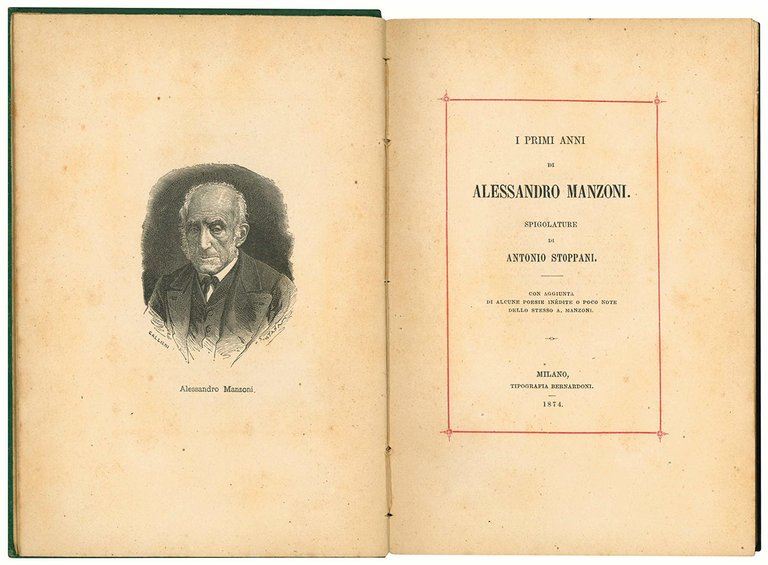 GALLIENI
Alessandro Manzoni.
I PRIMI ANNI
DI
ALESSANDRO MANZONI.
SPIGOLATURE
DI
ANTONIO STOPPANI.
CON AGGIUNTA
DI ALCUNE POESIE INEDITE O POCO NOTE
DELLO STESSO A. MANZONI.
MILANO,
TIPOGRAFIA BERNARDONI.
1874.